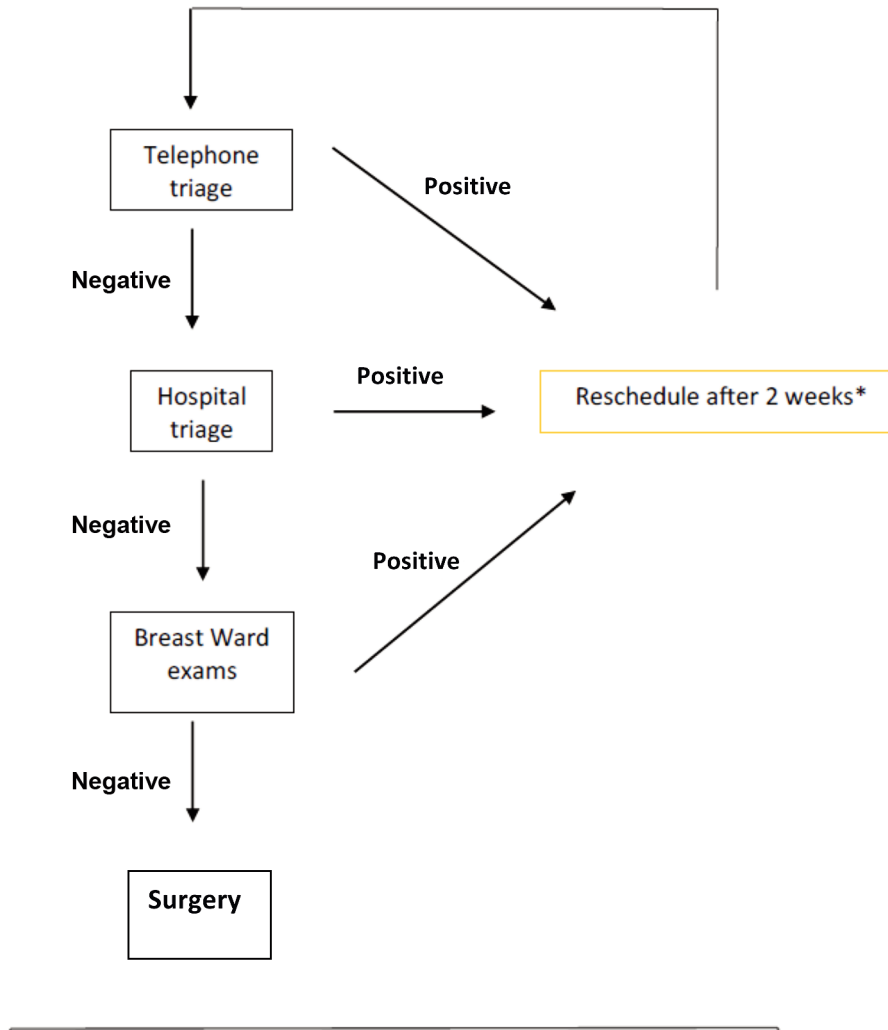 Telephone
triage
Positive
Negative
Hospital
triage
Positive
Reschedule after 2 weeks*
Negative
Positive
Breast Ward
exams
Negative
Surgery